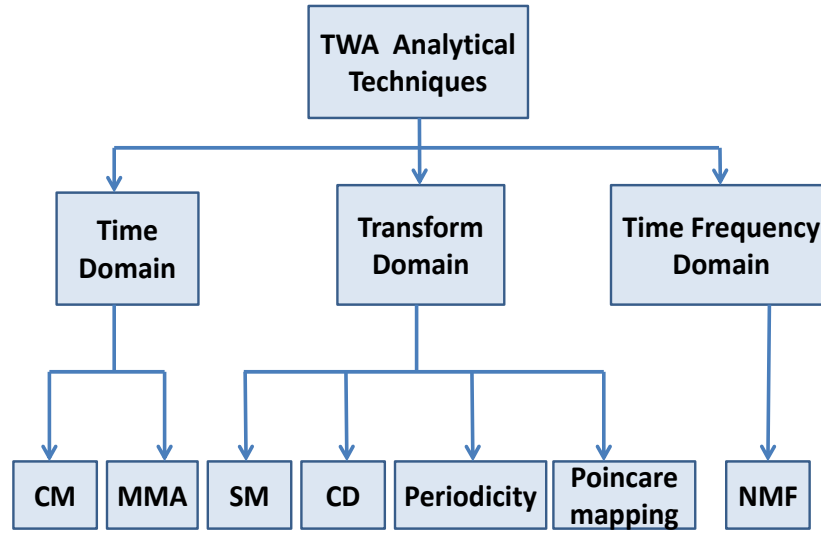 TWA Analytical
Techniques
Time
Domain
Transform
Domain
Time Frequency
Domain
CM
MMA
SM
CD
Periodicity
Poincare
mapping
NMF